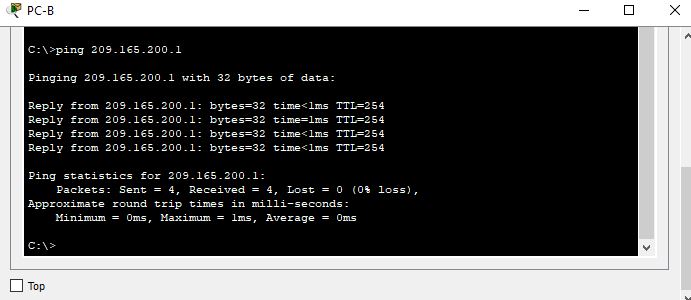 PC-B
C:\>ping 209.165.200.1
Pinging 209.165.200.1 with 32 bytes of data:
Reply from 209.165.200.1: bytes=32 time<1ms TTL=254
Reply from 209.165.200.1: bytes=32 time=1ms TTL=254
Reply from 209.165.200.1: bytes=32 time<1ms TTL=254
Reply from 209.165.200.1: bytes=32 time<1ms TTL=254
Ping statistics for 209.165.200.1:
    Packets: Sent = 4, Received = 4, Lost = 0 (0% loss),
Approximate round trip times in milli-seconds:
    Minimum = 0ms, Maximum = 1ms, Average = 0ms
C:\>
Top